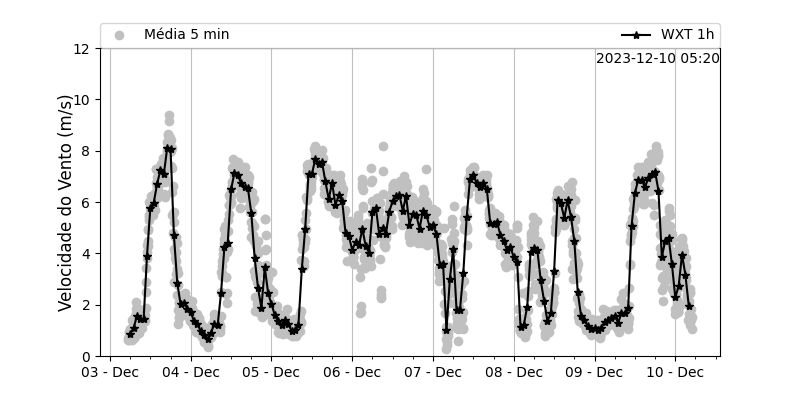 Média 5 min
WXT 1h
2023-12-10 05:20
Velocidade do Vento (m/s)
12
10
8
6
4
2
0
03 - Dec 04 - Dec 05 - Dec 06 - Dec 07 - Dec 08 - Dec 09 - Dec 10 - Dec